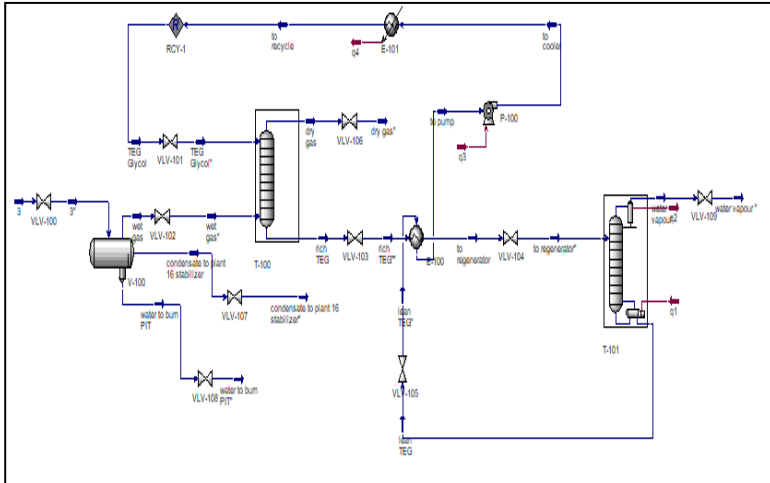 R
RCY-1
to
recycle
q4
E-101
to
cooler
TEG
Glycol
VLV-101
TEG
Glycol"
dry
gas
VLV-106
dry gas"
to pump
P-100
q3
3
VLV-100
3"
wet
gas
VLV-102
wet
gas"
T-100
rich
TEG
VLV-103
rich
TEG"
E-100
to
regenerator
VLV-104
to regenerator"
water
vapour
q2
VLV-109
water vapour "
q1
T-101
V-100
condensate to plant
16 stabilizer
VLV-107
condensate to plant 16
stabilizer"
water to burn
PIT
VLV-108
water to burn
PIT"
lean
TEG"
VLV-105
lean
TEG